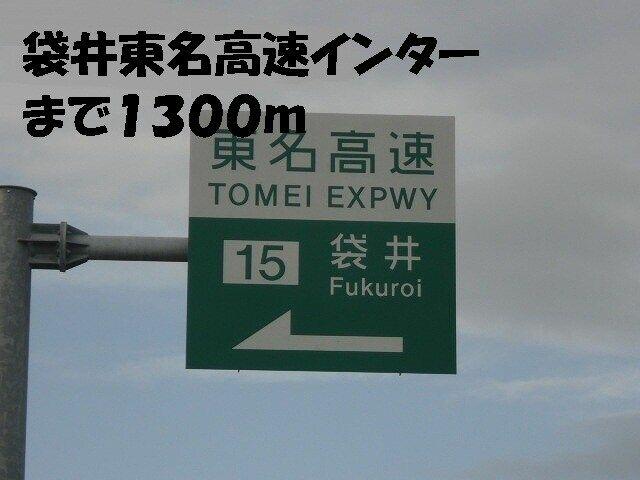 袋井東名高速インター
まで1300m
東名高速
TOMEI EXPWY
15 袋井
Fukuroi